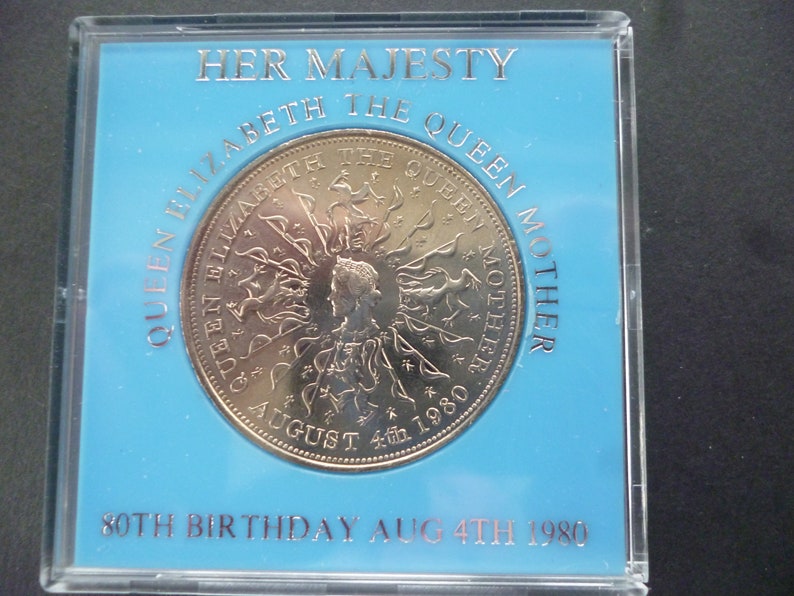 HER MAJESTY
QUEEN ELIZABETH THE QUEEN MOTHER
QUEEN ELIZABETH THE QUEEN MOTHER
AUGUST 4th 1980
80TH BIRTHDAY AUG 4TH 1980